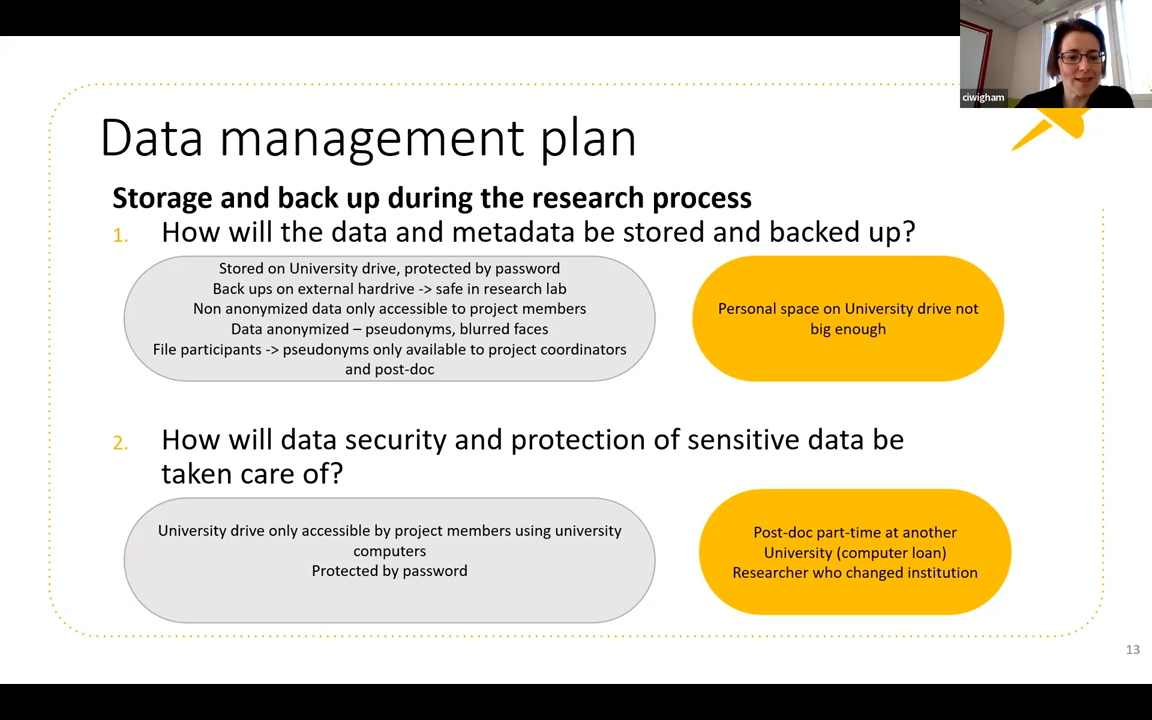 ciwigham
Data management plan
Storage and back up during the research process
1. How will the data and metadata be stored and backed up?
Stored on University drive, protected by password
Back ups on external hardrive -> safe in research lab
Non anonymized data only accessible to project members
Data anonymized – pseudonyms, blurred faces
File participants -> pseudonyms only available to project coordinators
and post-doc
Personal space on University drive not
big enough
2. How will data security and protection of sensitive data be
taken care of?
University drive only accessible by project members using university
computers
Protected by password
Post-doc part-time at another
University (computer loan)
Researcher who changed institution
13